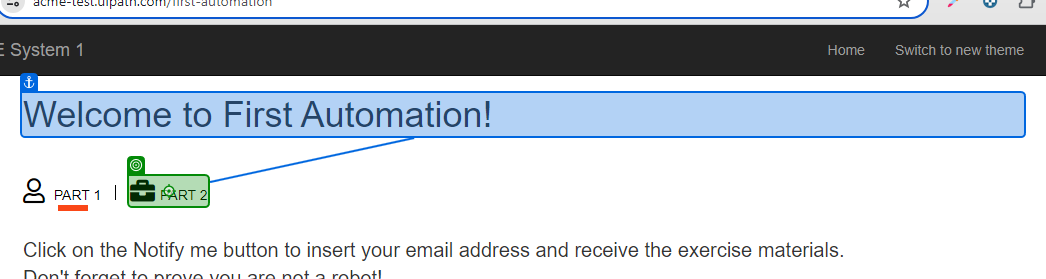 acme-test.uipath.com/first-automation
System 1
Home
Switch to new theme
Welcome to First Automation!
PART 1 | PART 2
Click on the Notify me button to insert your email address and receive the exercise materials.
Don't forget to prove you are not a robot!